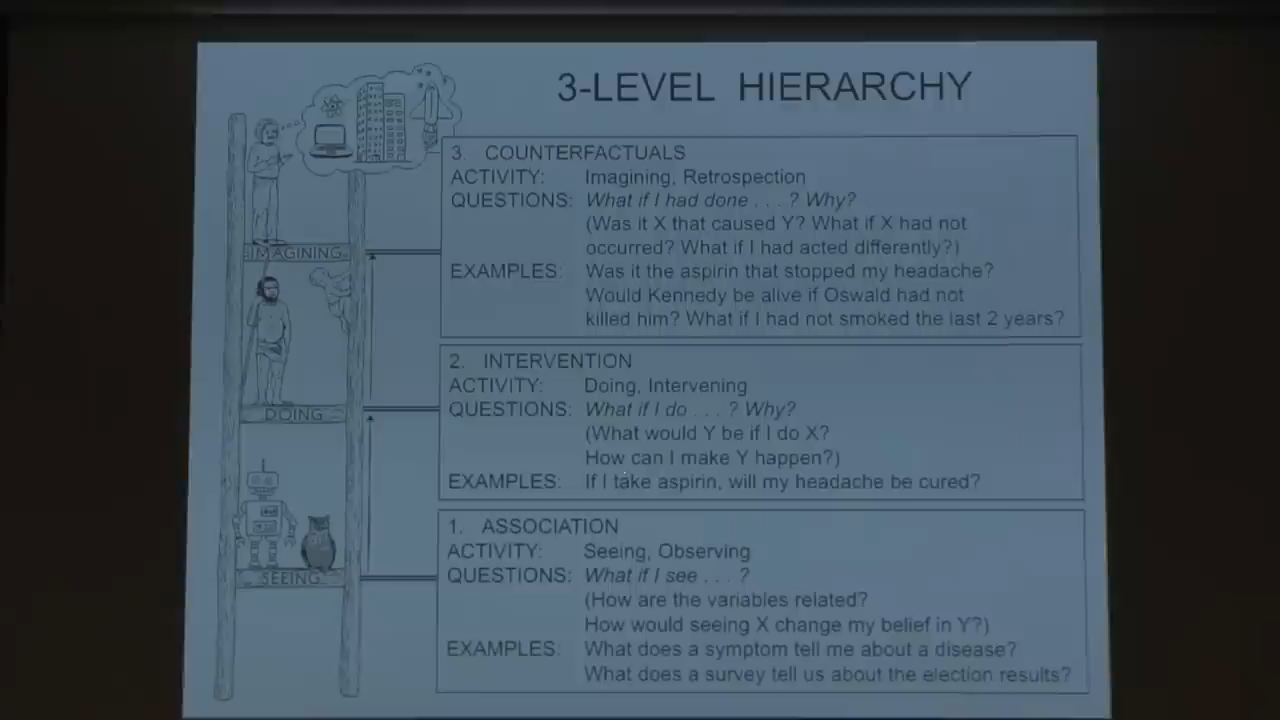 3-LEVEL HIERARCHY
3. COUNTERFACTUALS
ACTIVITY: Imagining, Retrospection
QUESTIONS: What if I had done . . . ? Why?
(Was it X that caused Y? What if X had not
occurred? What if I had acted differently?)
EXAMPLES: Was it the aspirin that stopped my headache?
Would Kennedy be alive if Oswald had not
killed him? What if I had not smoked the last 2 years?
IMAGINING
2. INTERVENTION
ACTIVITY: Doing, Intervening
QUESTIONS: What if I do . . . ? Why?
(What would Y be if I do X?
How can I make Y happen?)
EXAMPLES: If I take aspirin, will my headache be cured?
DOING
1. ASSOCIATION
ACTIVITY: Seeing, Observing
QUESTIONS: What if I see . . . ?
(How are the variables related?
How would seeing X change my belief in Y?)
EXAMPLES: What does a symptom tell me about a disease?
What does a survey tell us about the election results?
SEEING